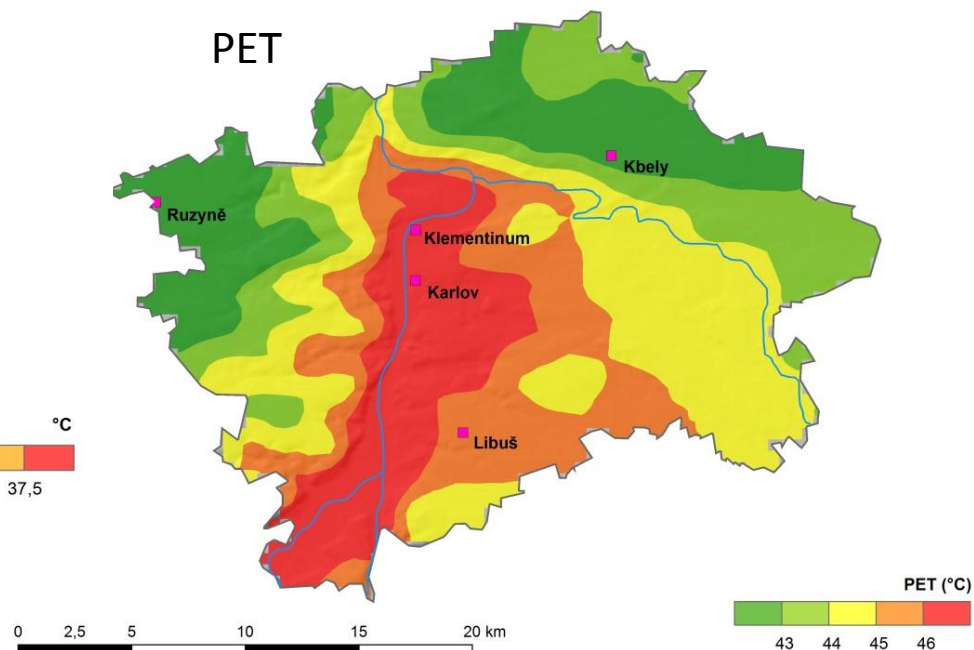 PET
Kbely
Ruzyně
Klementinum
Karlov
°C
Libuš
37,5
PET (°C)
0 2,5 5 10 15 20 km
43 44 45 46